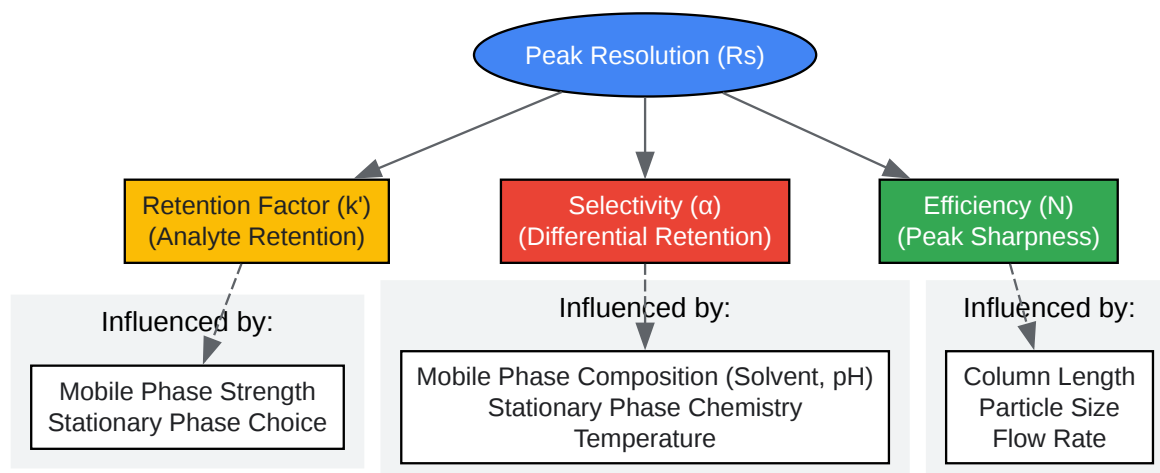 Peak Resolution (Rs)
Retention Factor (k')
(Analyte Retention)
Selectivity (α)
(Differential Retention)
Efficiency (N)
(Peak Sharpness)
Influenced by:
Mobile Phase Strength
Stationary Phase Choice
Influenced by:
Mobile Phase Composition (Solvent, pH)
Stationary Phase Chemistry
Temperature
Influenced by:
Column Length
Particle Size
Flow Rate